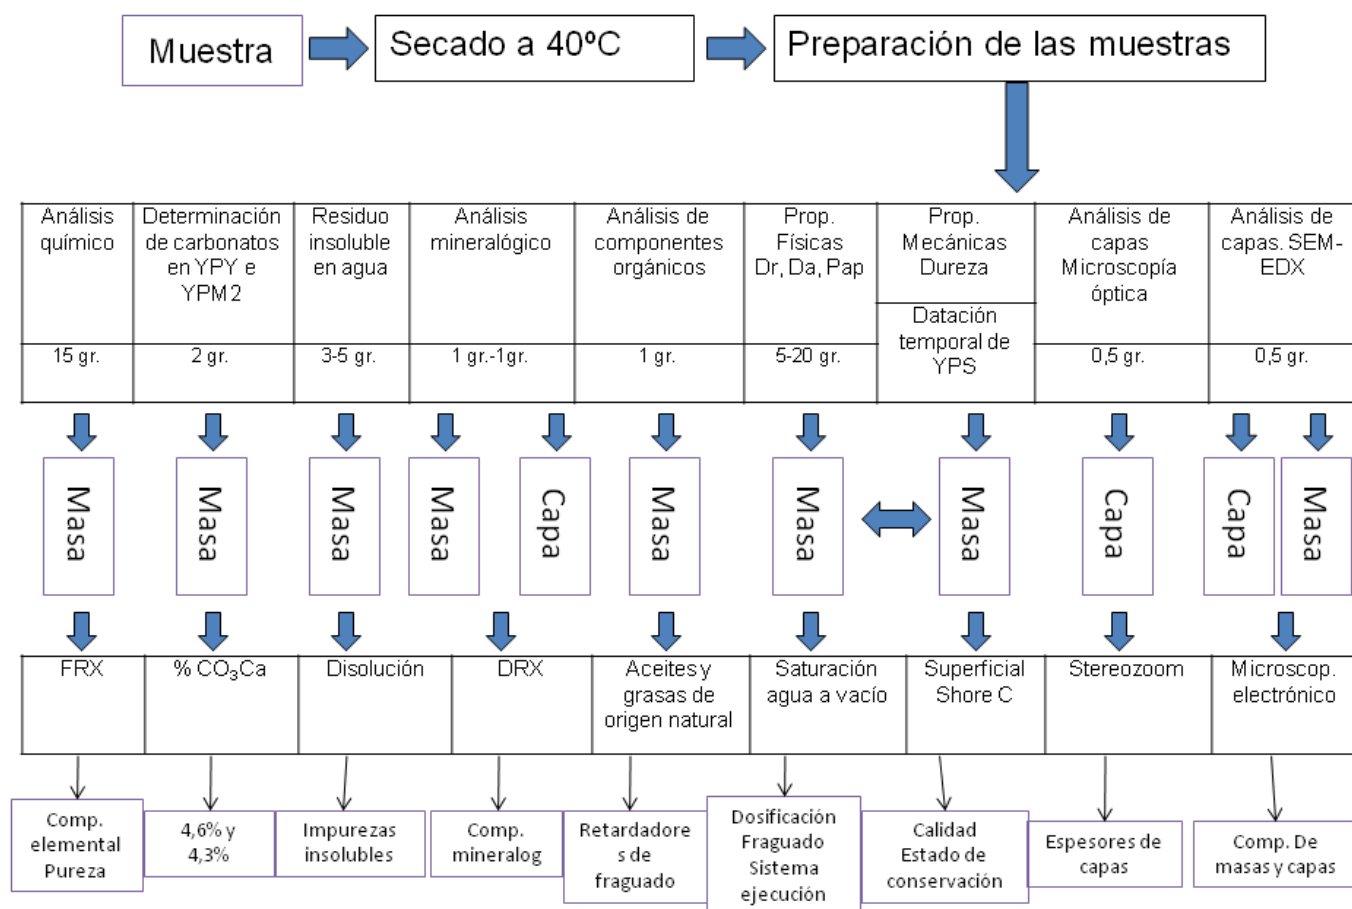 Muestra
Secado a 40ºC
Preparación de las muestras
Análisis
químico
15 gr.
Determinación
de carbonatos
en YPY e
YPM2
2 gr.
Residuo
insoluble
en agua
3-5 gr.
Análisis
mineralógico
1 gr.-1gr.
Análisis de
componentes
orgánicos
1 gr.
Prop.
Físicas
Dr, Da, Pap
5-20 gr.
Prop.
Mecánicas
Dureza
Datación
temporal de
YPS
Análisis de
capas
Microscopía
óptica
0,5 gr.
Análisis de
capas. SEM-
EDX
0,5 gr.
Masa
Masa
Masa
Masa
Capa
Masa
Masa
Masa
Capa
Capa
Masa
FRX
% CO₃Ca
Disolución
DRX
Aceites y
grasas de
origen natural
Saturación
agua a vacío
Superficial
Shore C
Stereozoom
Microscop.
electrónico
Comp.
elemental
Pureza
4,6% y
4,3%
Impurezas
insolubles
Comp.
mineralog
Retardadore
s de
fraguado
Dosificación
Fraguado
Sistema
ejecución
Calidad
Estado de
conservación
Espesores de
capas
Comp. De
masas y capas